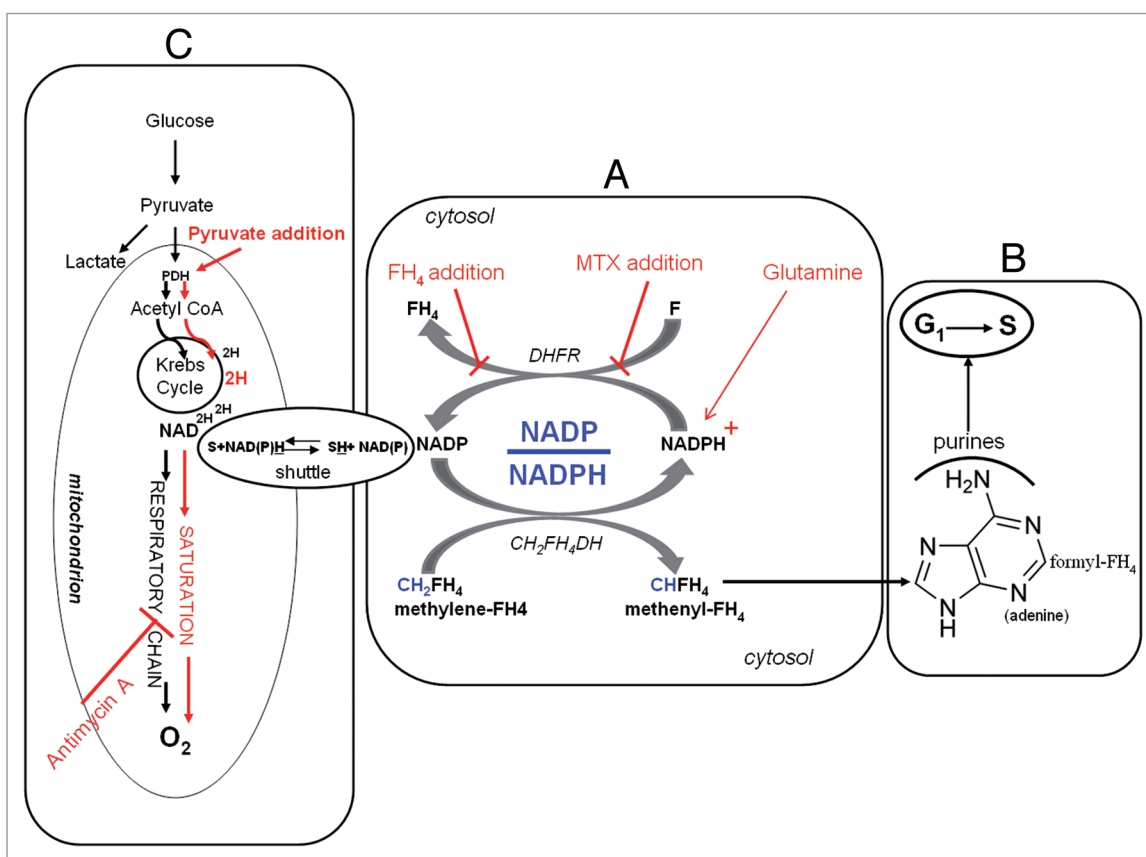 C
Glucose
Pyruvate
Pyruvate addition
Lactate
PDH
Acetyl CoA
Krebs
Cycle
2H
2H
2H 2H
NAD
S+NAD(P)H SH+ NAD(P)
shuttle
mitochondrion
RESPIRATORY CHAIN
SATURATION
Antimycin A
O2
A
cytosol
FH4 addition
MTX addition
Glutamine
FH4
F
DHFR
NADP
NADPH +
NADP
NADPH
CH2FH4DH
CH2FH4
methylene-FH4
CHFH4
methenyl-FH4
cytosol
B
G1 S
purines
H2N
N
N
N
N
H
formyl-FH4
(adenine)